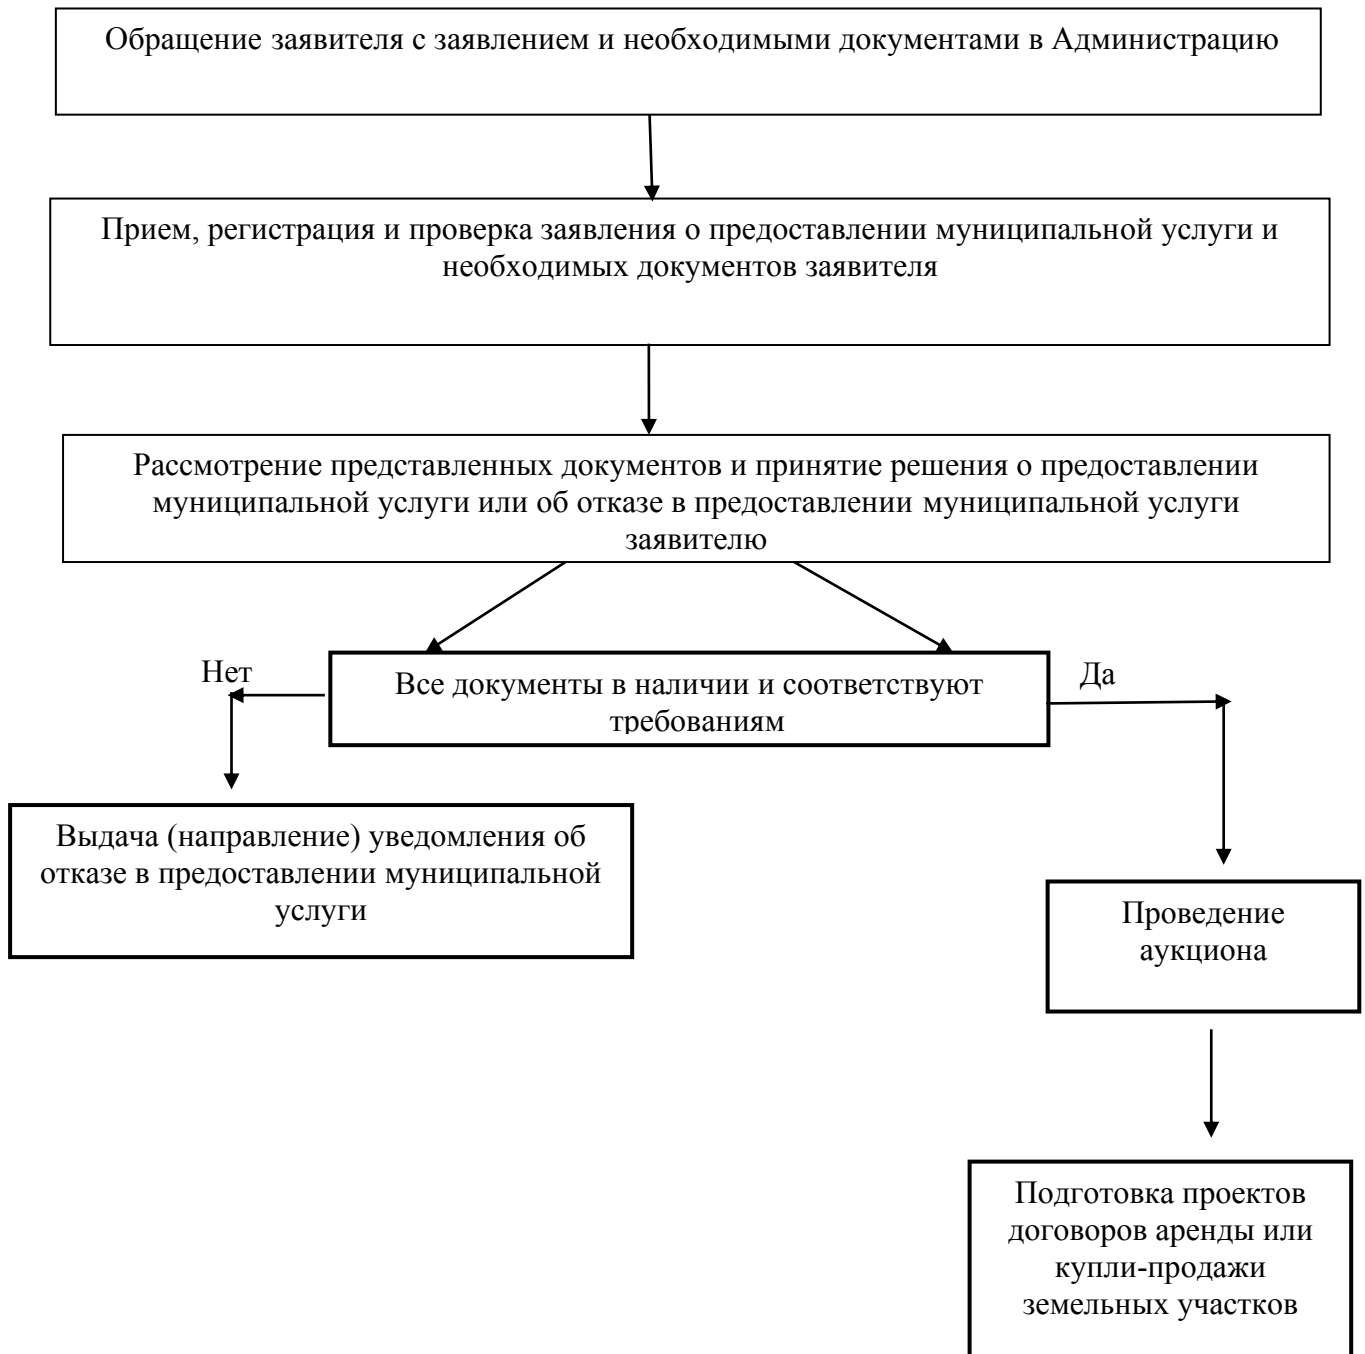 Обращение заявителя с заявлением и необходимыми документами в Администрацию
Прием, регистрация и проверка заявления о предоставлении муниципальной услуги и
необходимых документов заявителя
Рассмотрение представленных документов и принятие решения о предоставлении
муниципальной услуги или об отказе в предоставлении муниципальной услуги
заявителю
Нет
Все документы в наличии и соответствуют
требованиям
Да
Выдача (направление) уведомления об
отказе в предоставлении муниципальной
услуги
Проведение
аукциона
Подготовка проектов
договоров аренды или
купли-продажи
земельных участков